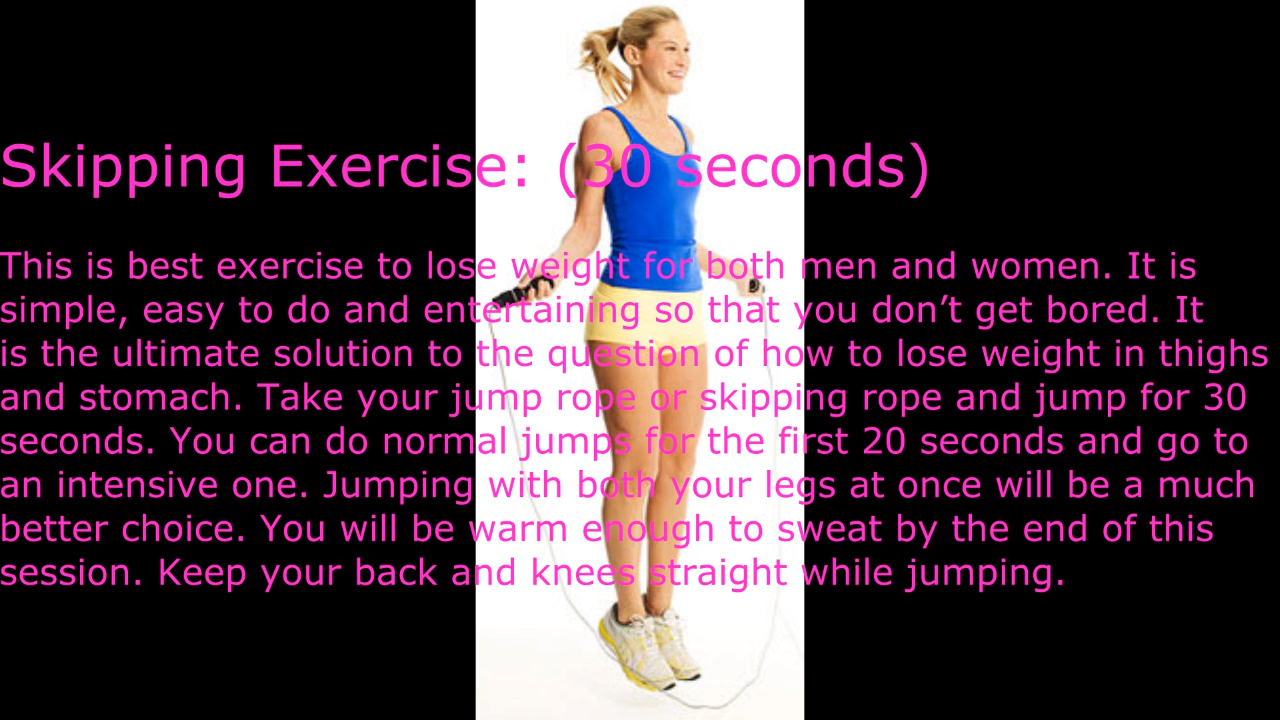 Skipping Exercise: (30 seconds)
This is best exercise to lose weight for both men and women. It is
simple, easy to do and entertaining so that you don’t get bored. It
is the ultimate solution to the question of how to lose weight in thighs
and stomach. Take your jump rope or skipping rope and jump for 30
seconds. You can do normal jumps for the first 20 seconds and go to
an intensive one. Jumping with both your legs at once will be a much
better choice. You will be warm enough to sweat by the end of this
session. Keep your back and knees straight while jumping.